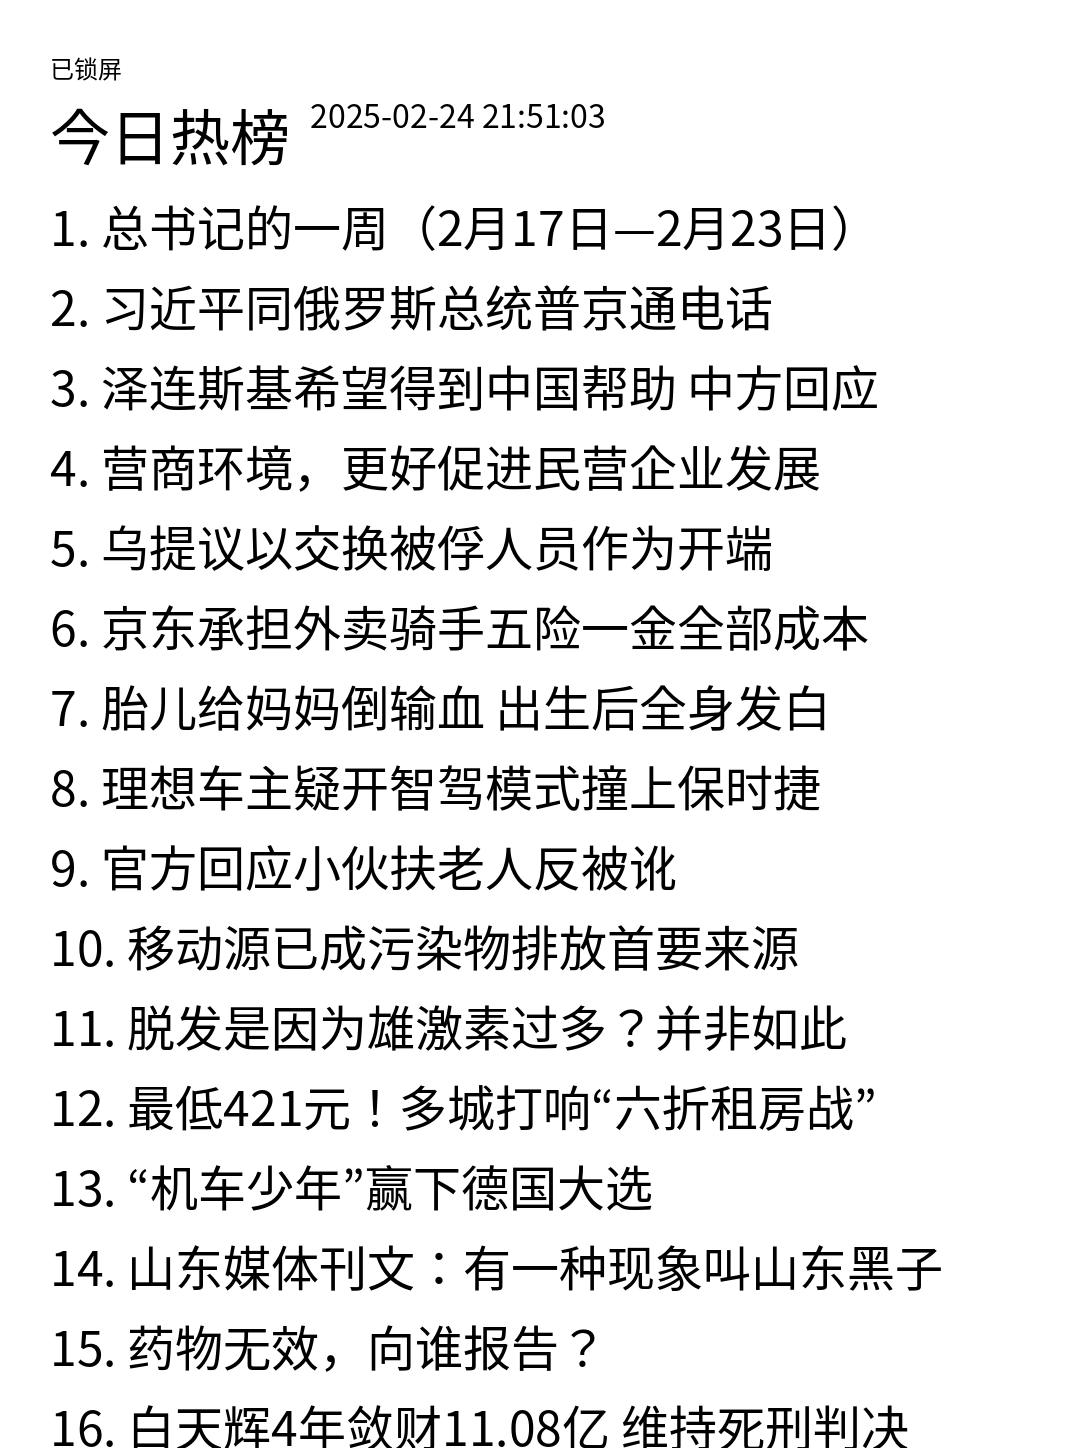 已锁屏
今日热榜 2025-02-24 21:51:03
1. 总书记的一周（2月17日—2月23日）
2. 习近平同俄罗斯总统普京通电话
3. 泽连斯基希望得到中国帮助 中方回应
4. 营商环境，更好促进民营企业发展
5. 乌提议以交换被俘人员作为开端
6. 京东承担外卖骑手五险一金全部成本
7. 胎儿给妈妈倒输血 出生后全身发白
8. 理想车主疑开智驾模式撞上保时捷
9. 官方回应小伙扶老人反被讹
10. 移动源已成污染物排放首要来源
11. 脱发是因为雄激素过多？并非如此
12. 最低421元！多城打响“六折租房战”
13. “机车少年”赢下德国大选
14. 山东媒体刊文：有一种现象叫山东黑子
15. 药物无效，向谁报告？
16. 白天辉4年敛财11.08亿 维持死刑判决